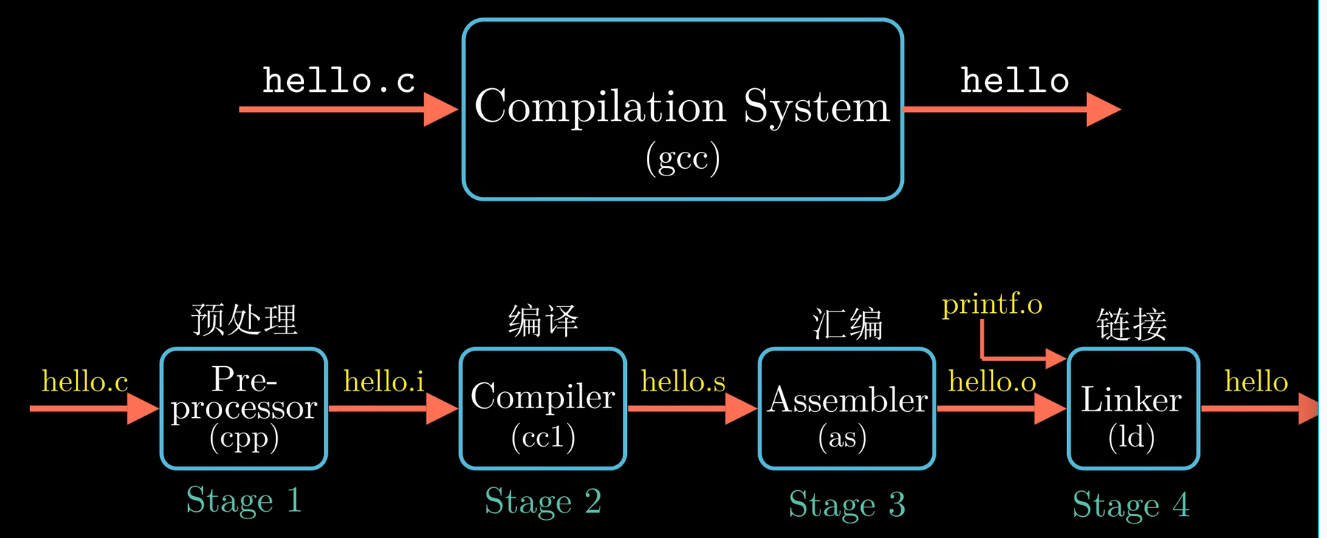 hello.c
Compilation System
(gcc)
hello
预处理
编译
汇编
printf.o
链接
hello.c
Pre-
processor
(cpp)
hello.i
Compiler
(cc1)
hello.s
Assembler
(as)
hello.o
Linker
(ld)
hello
Stage 1
Stage 2
Stage 3
Stage 4